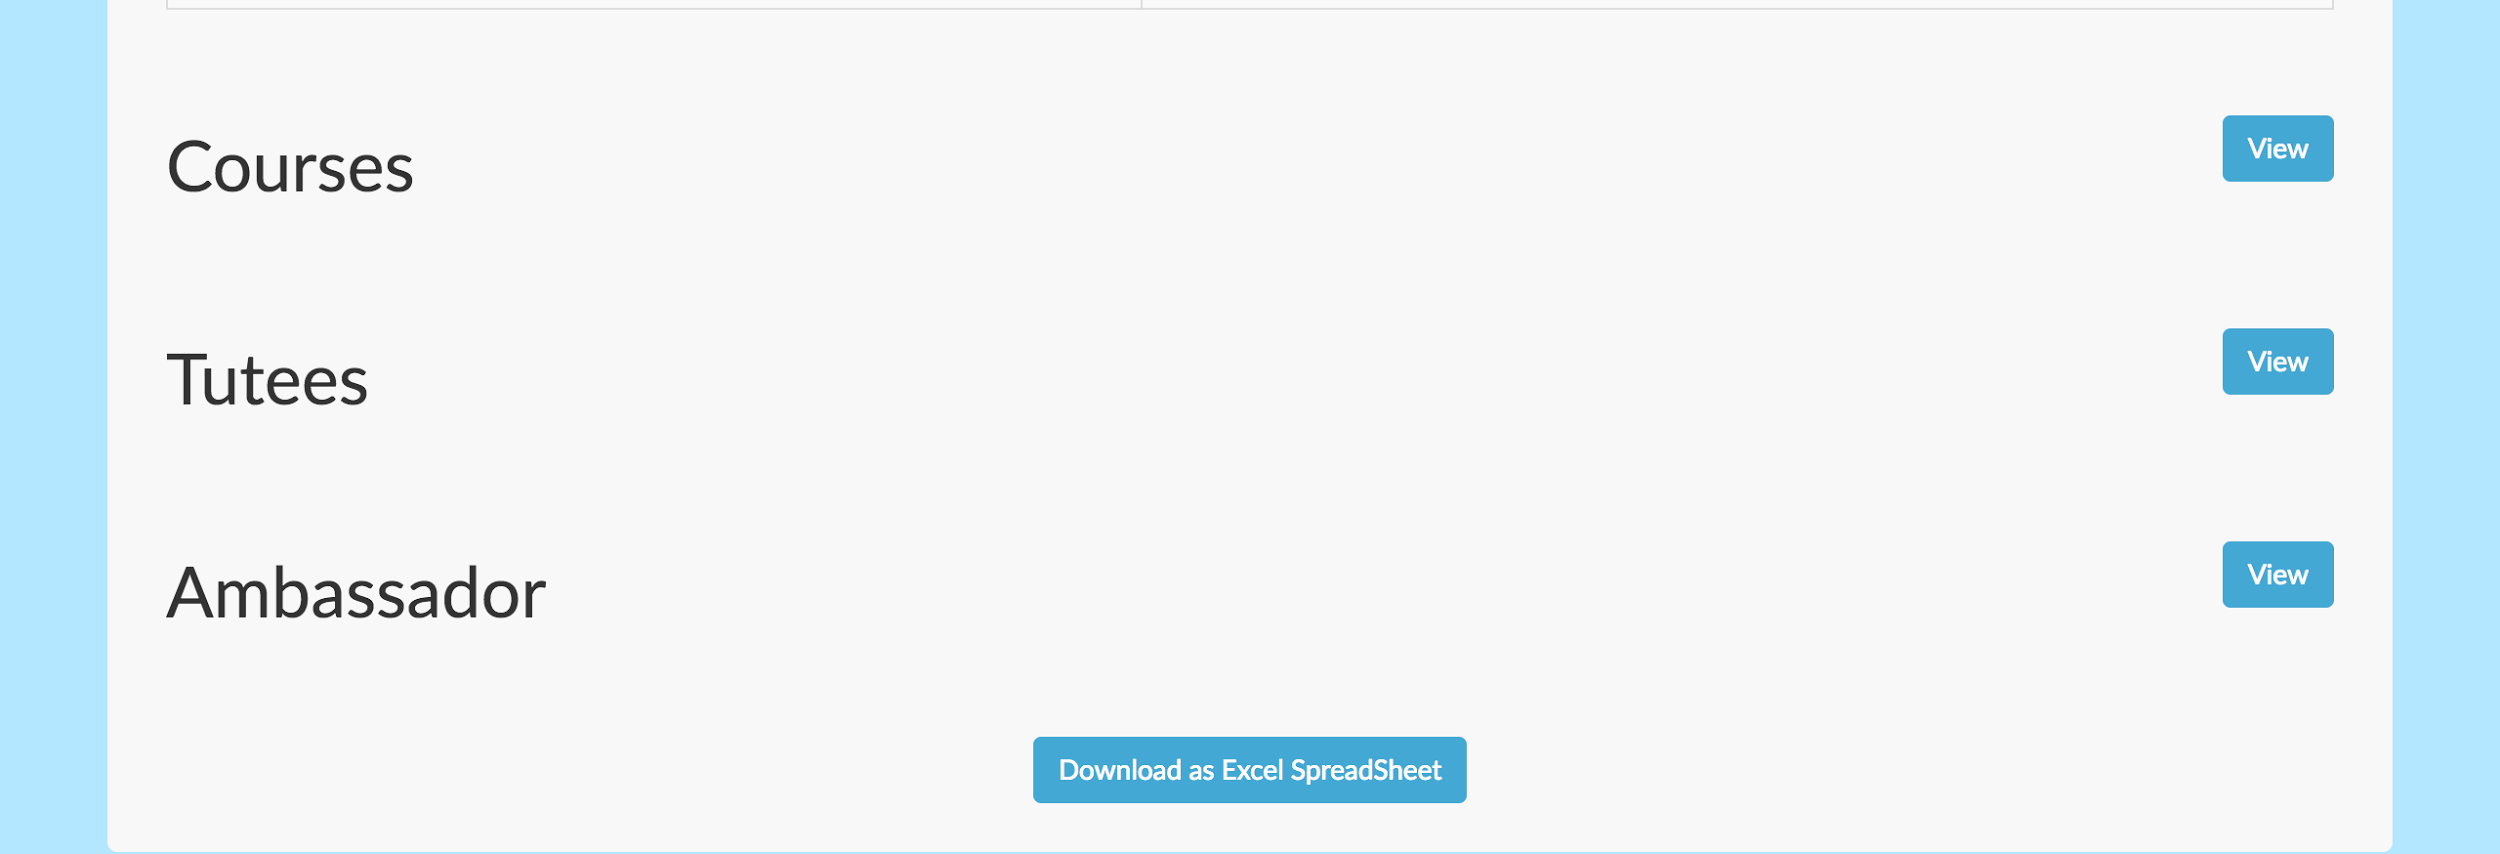 Courses
View
Tutees
View
Ambassador
View
Download as Excel SpreadSheet